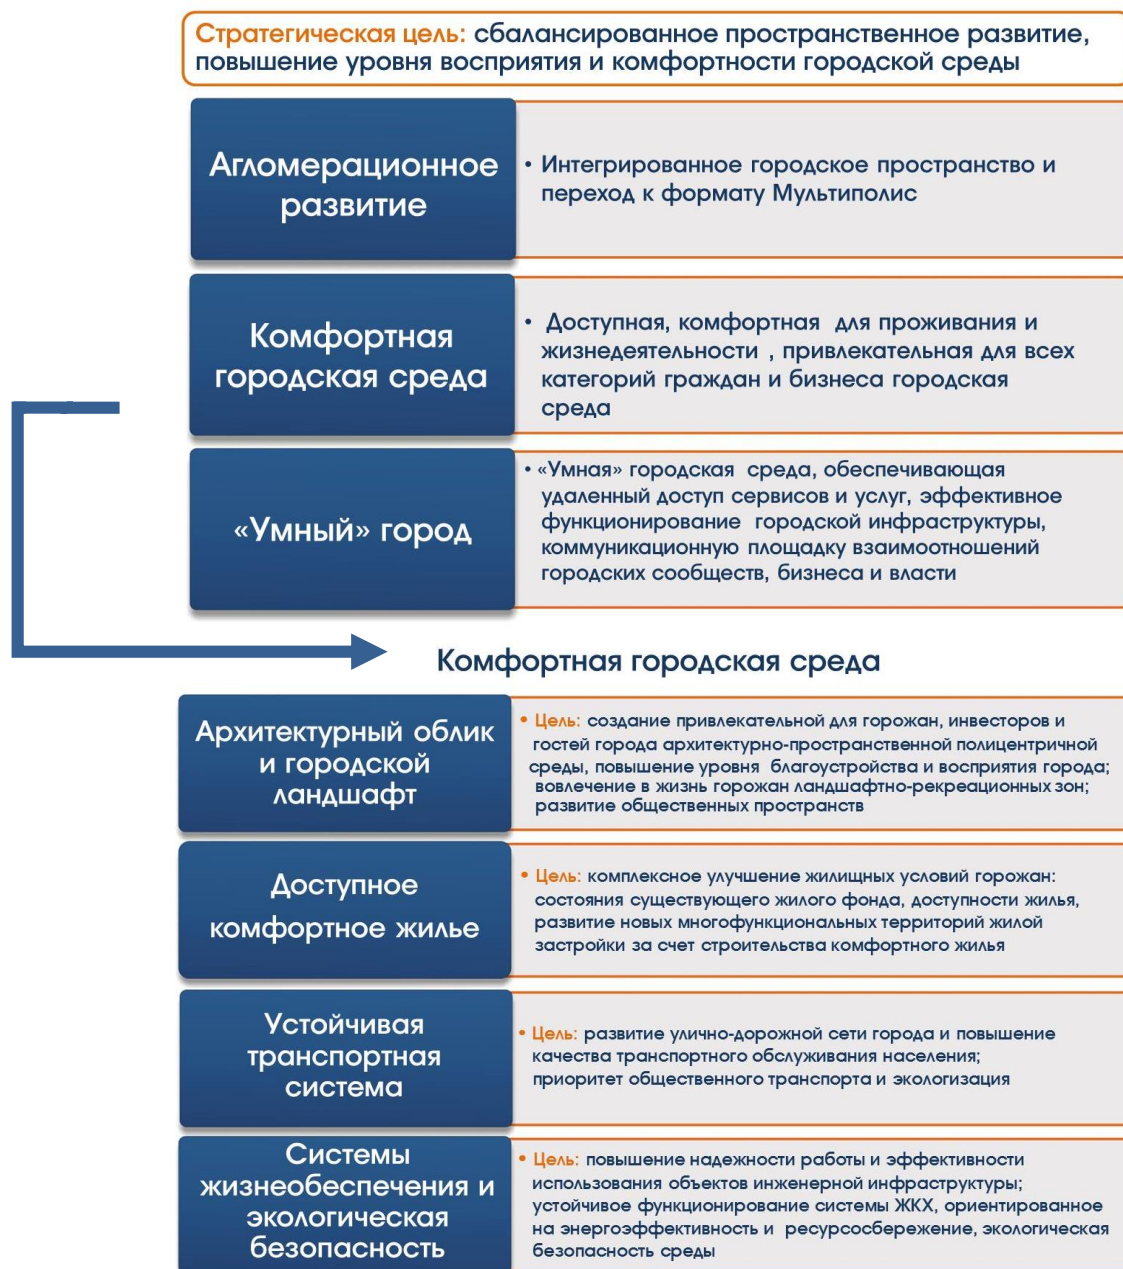 Стратегическая цель: сбалансированное пространственное развитие,
повышение уровня восприятия и комфортности городской среды
Агломерационное
развитие
• Интегрированное городское пространство и
переход к формату Мультиполис
Комфортная
городская среда
• Доступная, комфортная для проживания и
жизнедеятельности , привлекательная для всех
категорий граждан и бизнеса городская
среда
«Умный» город
• «Умная» городская среда, обеспечивающая
удаленный доступ сервисов и услуг, эффективное
функционирование городской инфраструктуры,
коммуникационную площадку взаимоотношений
городских сообществ, бизнеса и власти
Комфортная городская среда
Архитектурный облик
и городской
ландшафт
• Цель: создание привлекательной для горожан, инвесторов и
гостей города архитектурно-пространственной полицентричной
среды, повышение уровня благоустройства и восприятия города;
вовлечение в жизнь горожан ландшафтно-рекреационных зон;
развитие общественных пространств
Доступное
комфортное жилье
• Цель: комплексное улучшение жилищных условий горожан:
состояния существующего жилого фонда, доступности жилья,
развитие новых многофункциональных территорий жилой
застройки за счет строительства комфортного жилья
Устойчивая
транспортная
система
• Цель: развитие улично-дорожной сети города и повышение
качества транспортного обслуживания населения;
приоритет общественного транспорта и экологизация
Системы
жизнеобеспечения и
экологическая
безопасность
• Цель: повышение надежности работы и эффективности
использования объектов инженерной инфраструктуры;
устойчивое функционирование системы ЖКХ, ориентированное
на энергоэффективность и ресурсосбережение, экологическая
безопасность среды